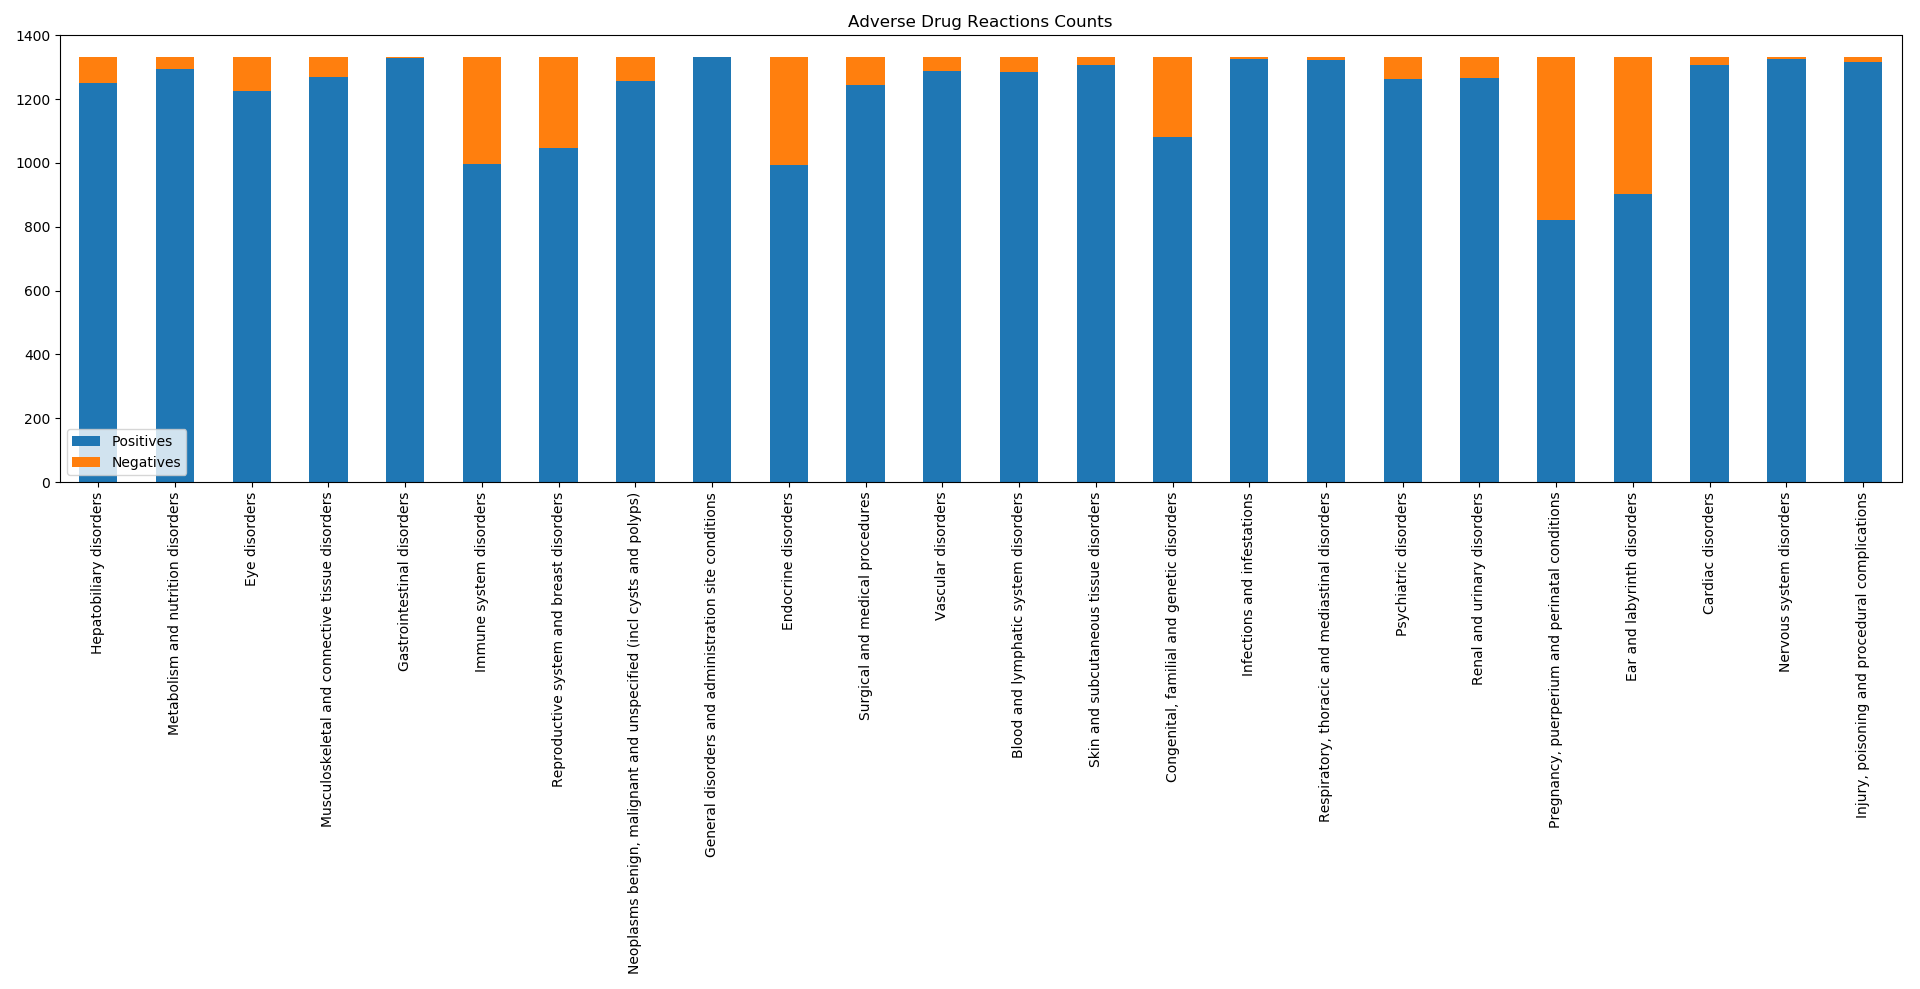 Adverse Drug Reactions Counts
1400
1200
1000
800
600
400
200
0
Positives
Negatives
Hepatobiliary disorders
Metabolism and nutrition disorders
Eye disorders
Musculoskeletal and connective tissue disorders
Gastrointestinal disorders
Immune system disorders
Reproductive system and breast disorders
Neoplasms benign, malignant and unspecified (incl cysts and polyps)
General disorders and administration site conditions
Endocrine disorders
Surgical and medical procedures
Vascular disorders
Blood and lymphatic system disorders
Skin and subcutaneous tissue disorders
Congenital, familial and genetic disorders
Infections and infestations
Respiratory, thoracic and mediastinal disorders
Psychiatric disorders
Renal and urinary disorders
Pregnancy, puerperium and perinatal conditions
Ear and labyrinth disorders
Cardiac disorders
Nervous system disorders
Injury, poisoning and procedural complications